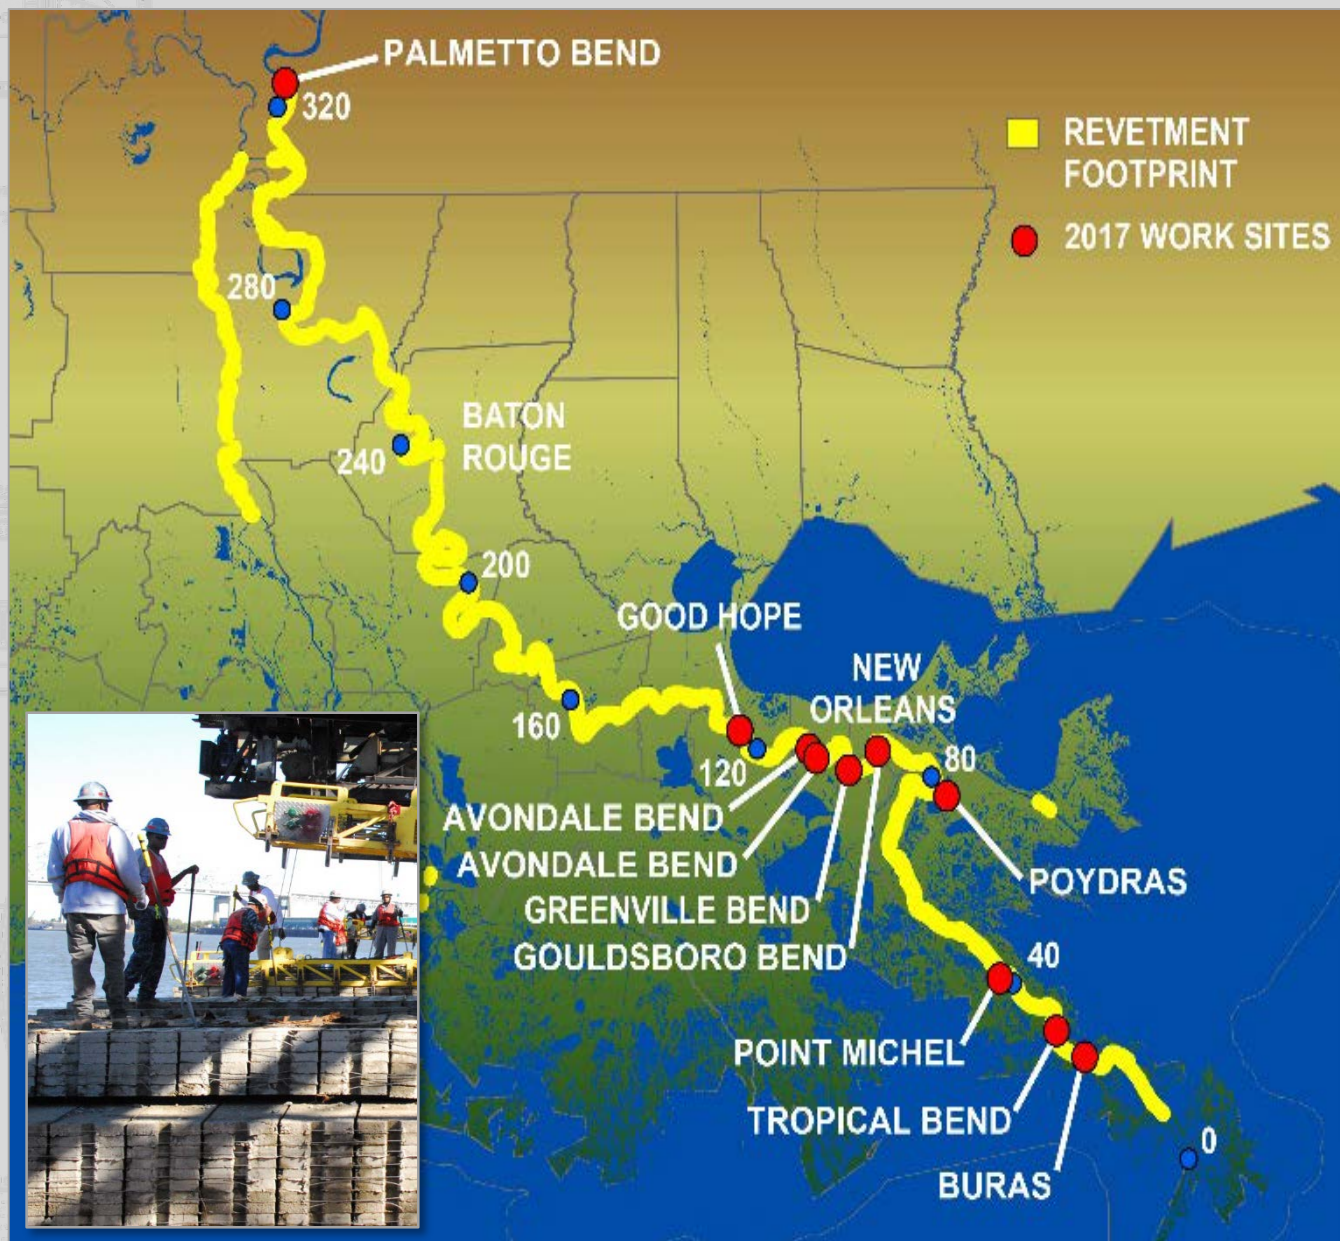 PALMETTO BEND
320
REVETMENT
FOOTPRINT
2017 WORK SITES
280
BATON
ROUGE
240
200
GOOD HOPE
NEW
ORLEANS
160
120
80
AVONDALE BEND
AVONDALE BEND
POYDRAS
GREENVILLE BEND
GOULDSBORO BEND
40
POINT MICHEL
TROPICAL BEND
0
BURAS